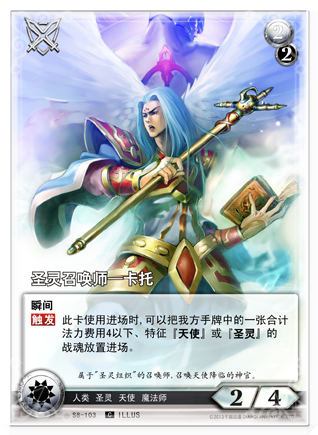 2
2
圣灵召唤师—卡托
瞬间
触发 此卡使用进场时,可以把我方手牌中的一张合计
法力费用4以下、特征『天使』或『圣灵』的
战魂放置进场。
属于“圣灵组织”的召唤师,召唤天使降临的神官。
人类 圣灵 天使 魔法师
2/4
S8-103 C ILLUS